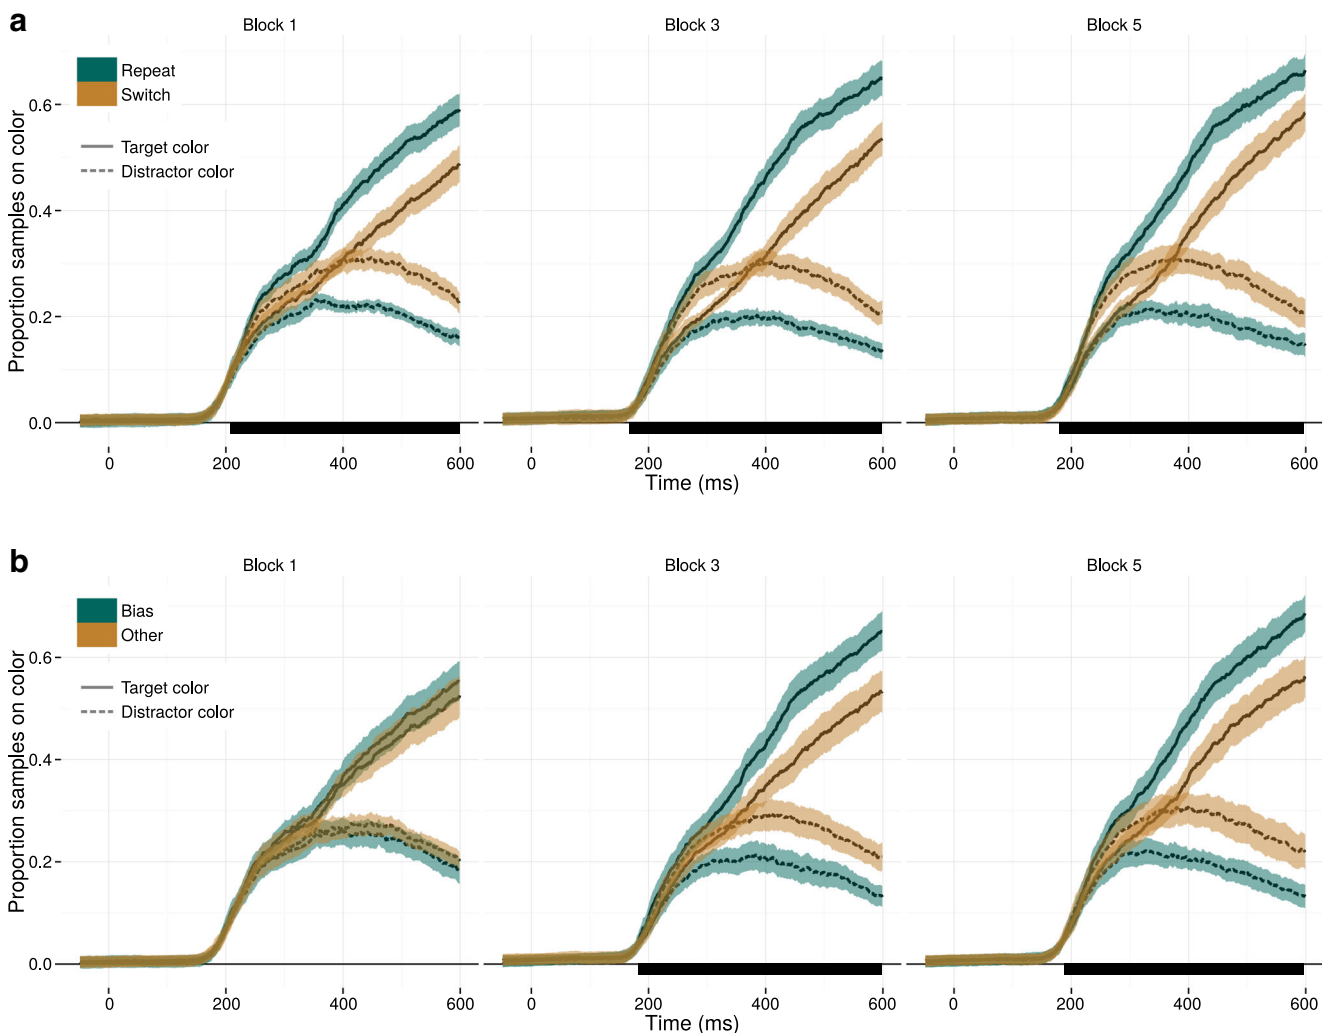 a
Block 1
Block 3
Block 5
Repeat
Switch
Target color
Distractor color
Proportion samples on color
0.6
0.4
0.2
0.0
0 200 400 600
0 200 400 600
0 200 400 600
Time (ms)
b
Block 1
Block 3
Block 5
Bias
Other
Target color
Distractor color
Proportion samples on color
0.6
0.4
0.2
0.0
0 200 400 600
0 200 400 600
0 200 400 600
Time (ms)